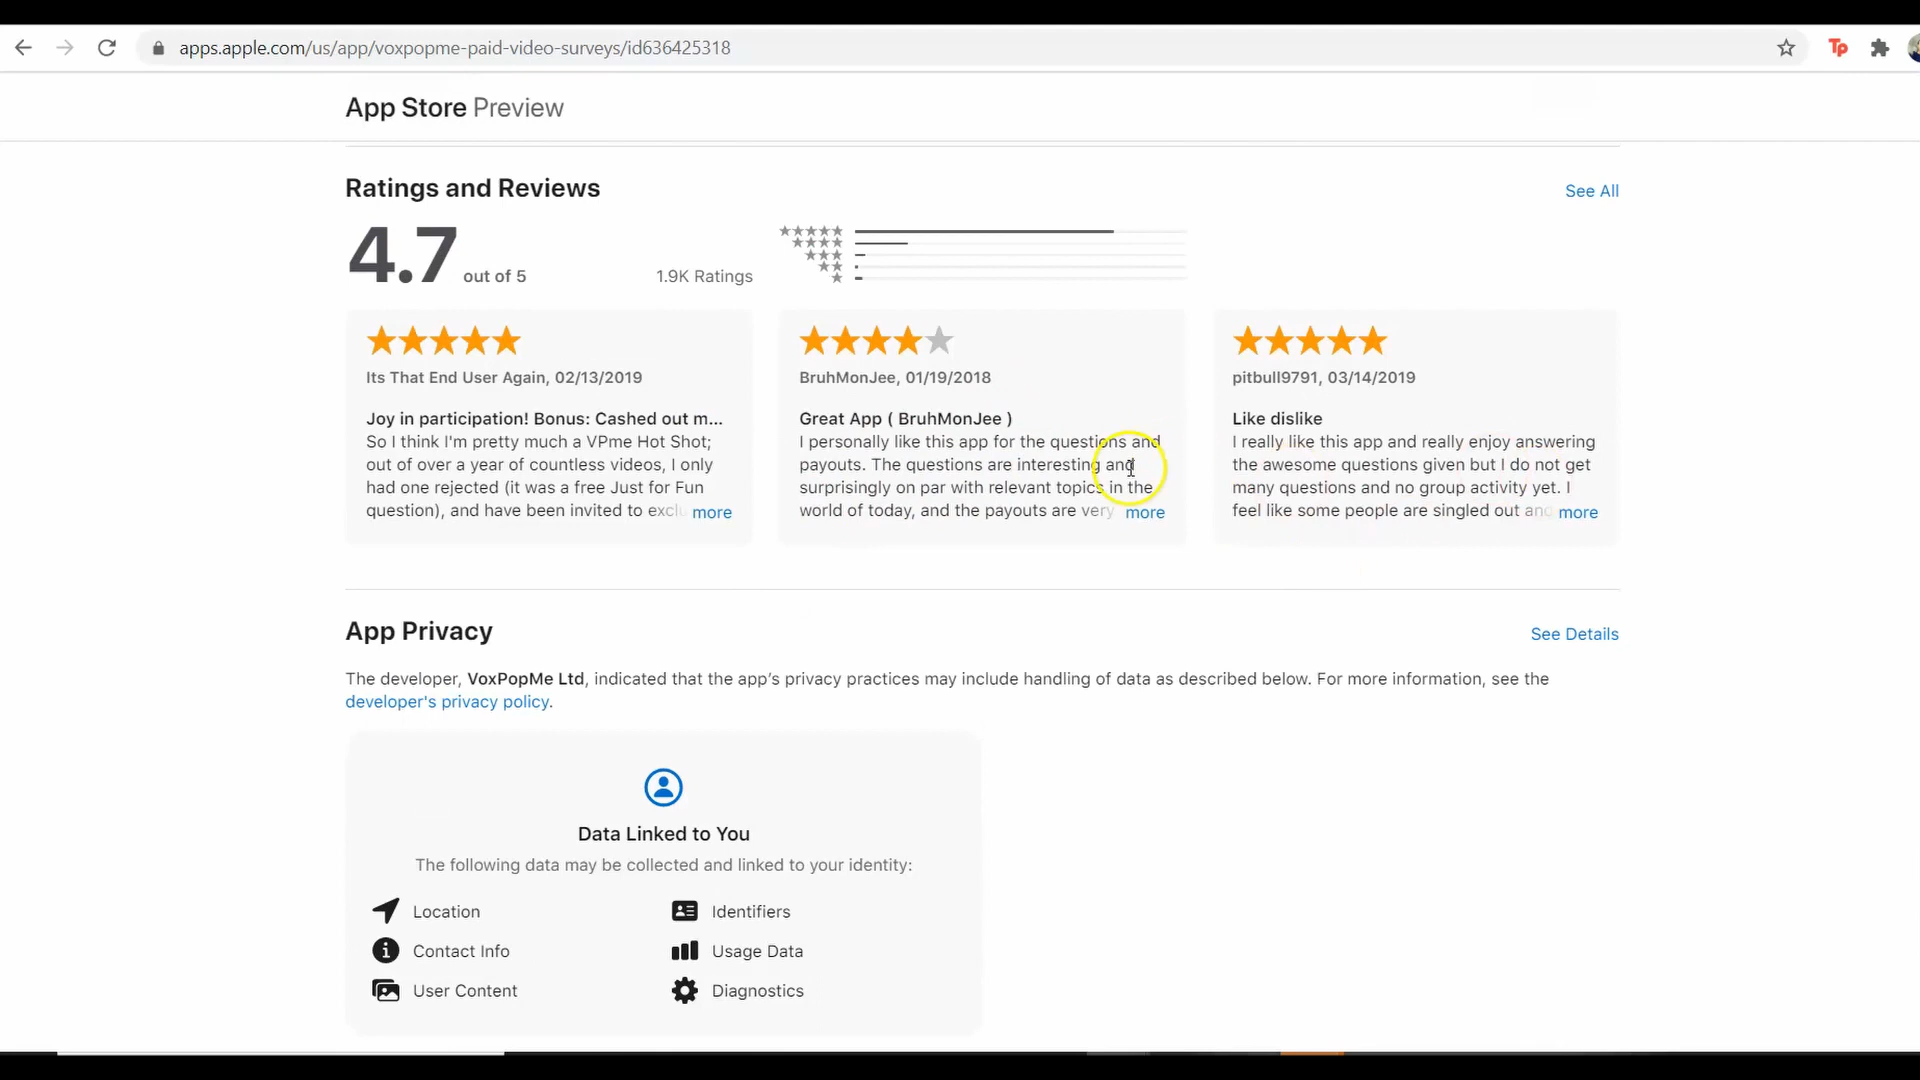 apps.apple.com/us/app/voxpopme-paid-video-surveys/id636425318
Tp
App Store Preview
Ratings and Reviews
See All
4.7 out of 5
1.9K Ratings
Its That End User Again, 02/13/2019
Joy in participation! Bonus: Cashed out m...
So I think I'm pretty much a VPme Hot Shot;
out of over a year of countless videos, I only
had one rejected (it was a free Just for Fun
question), and have been invited to exclu more
BruhMonJee, 01/19/2018
Great App ( BruhMonJee )
I personally like this app for the questions and
payouts. The questions are interesting and
surprisingly on par with relevant topics in the
world of today, and the payouts are very more
pitbull9791, 03/14/2019
Like dislike
I really like this app and really enjoy answering
the awesome questions given but I do not get
many questions and no group activity yet. I
feel like some people are singled out and more
App Privacy
See Details
The developer, VoxPopMe Ltd, indicated that the app's privacy practices may include handling of data as described below. For more information, see the
developer's privacy policy.
Data Linked to You
The following data may be collected and linked to your identity:
Location
Identifiers
Contact Info
Usage Data
User Content
Diagnostics